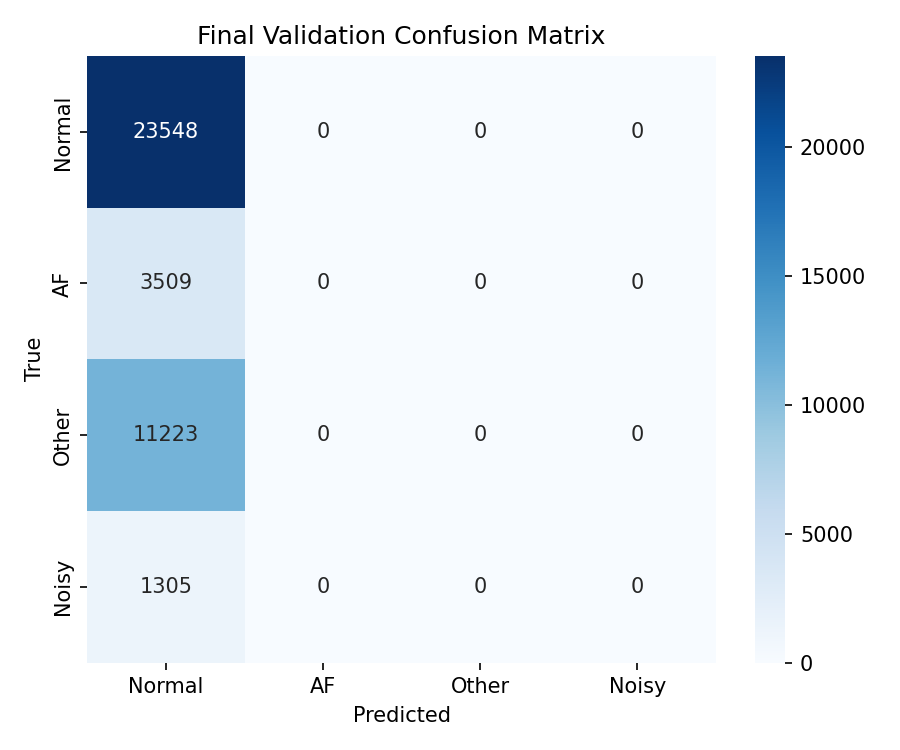 Final Validation Confusion Matrix
Normal 23548 0 0 0
AF 3509 0 0 0
Other 11223 0 0 0
Noisy 1305 0 0 0
True
Normal AF Other Noisy
Predicted
20000
15000
10000
5000
0